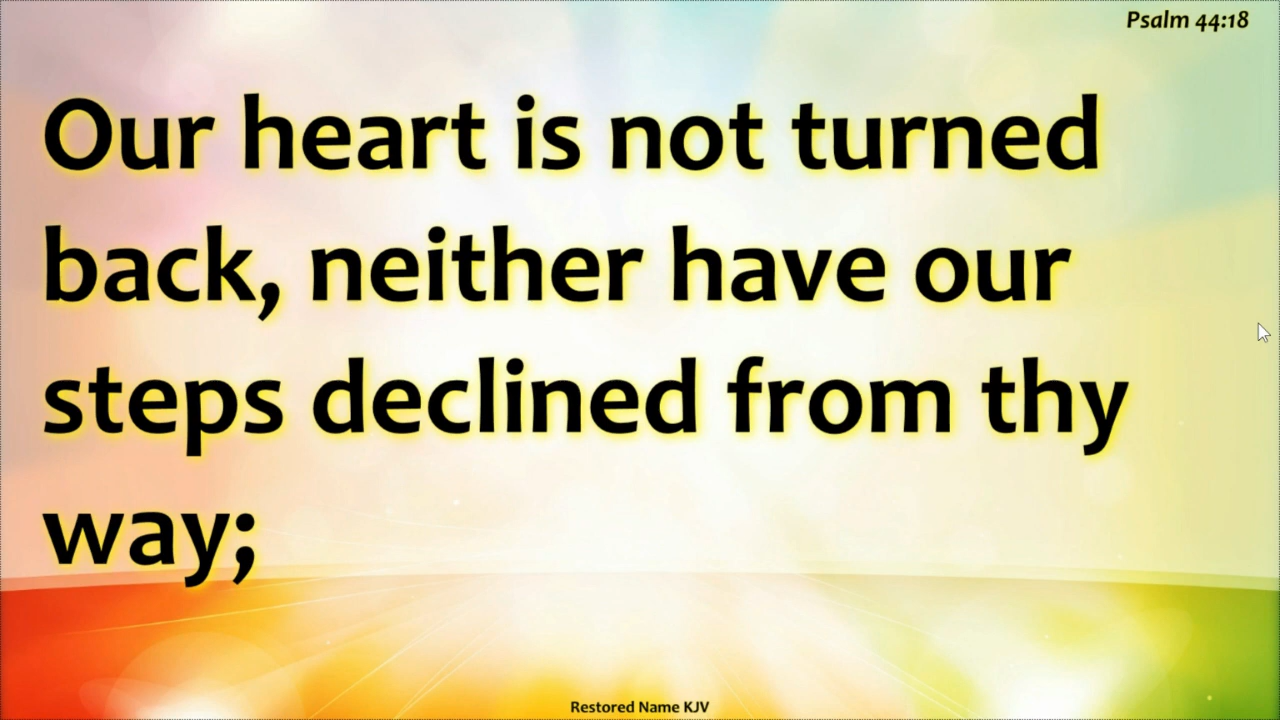 Psalm 44:18
Our heart is not turned
back, neither have our
steps declined from thy
way;
Restored Name KJV